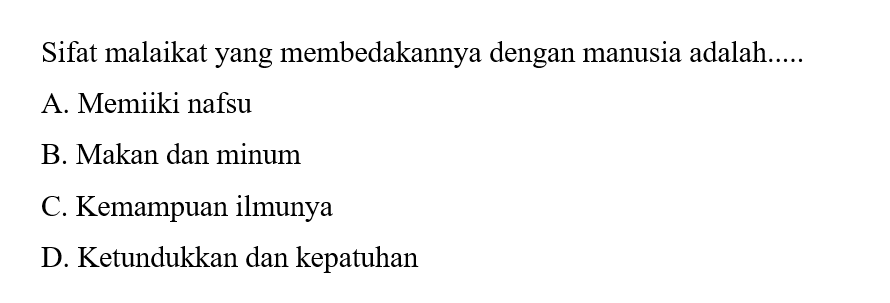 Sifat malaikat yang membedakannya dengan manusia adalah.....
A. Memiiki nafsu
B. Makan dan minum
C. Kemampuan ilmunya
D. Ketundukkan dan kepatuhan